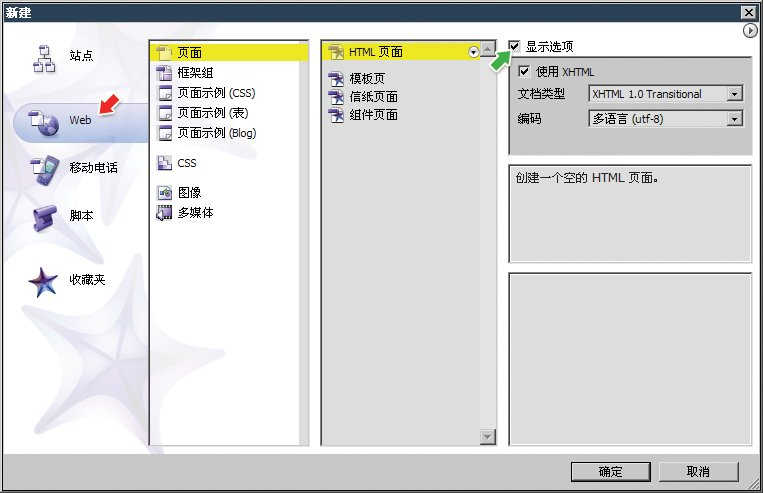 新建
站点
Web
移动电话
脚本
收藏夹
页面
框架组
页面示例 (CSS)
页面示例 (表)
页面示例 (Blog)
CSS
图像
多媒体
HTML 页面
模板页
信纸页面
组件页面
显示选项
使用 XHTML
文档类型 XHTML 1.0 Transitional
编码 多语言 (utf-8)
创建一个空的 HTML 页面。
确定
取消